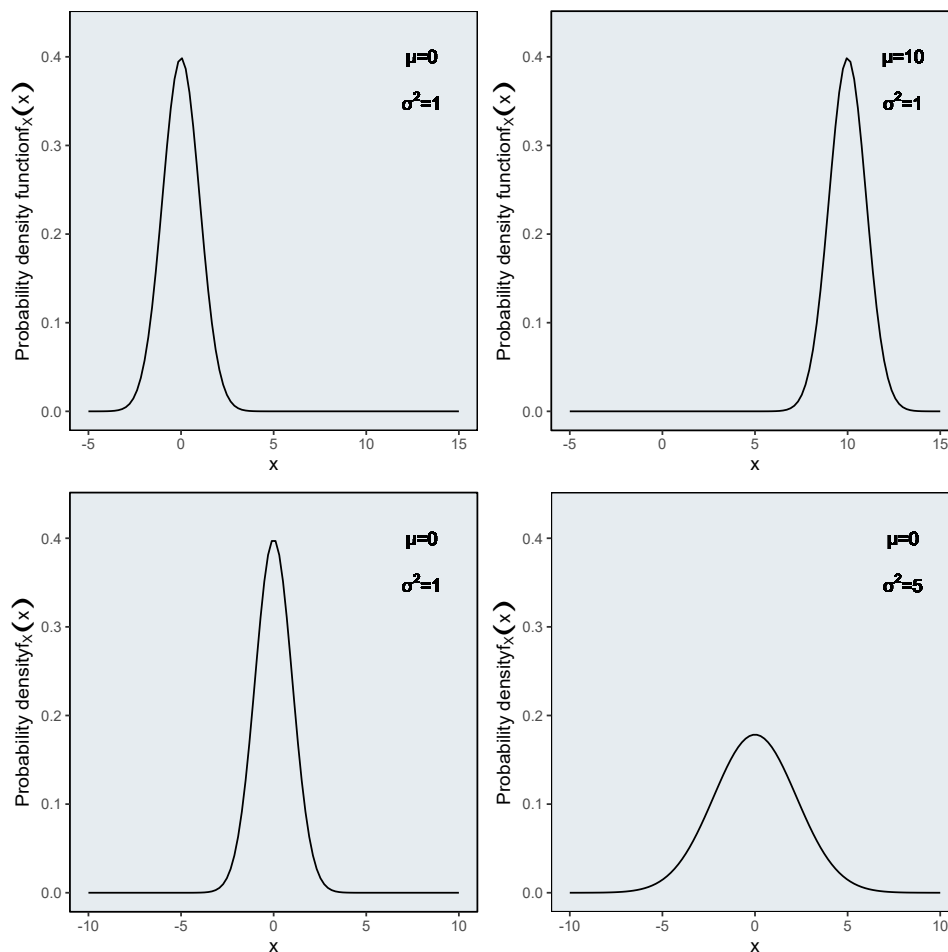 Probability density functionfX(x)
0.4
0.3
0.2
0.1
0.0
μ=0
σ²=1
-5 0 5 10 15
x
Probability density functionfX(x)
0.4
0.3
0.2
0.1
0.0
μ=10
σ²=1
-5 0 5 10 15
x
Probability densityfX(x)
0.4
0.3
0.2
0.1
0.0
μ=0
σ²=1
-10 -5 0 5 10
x
Probability densityfX(x)
0.4
0.3
0.2
0.1
0.0
μ=0
σ²=5
-10 -5 0 5 10
x